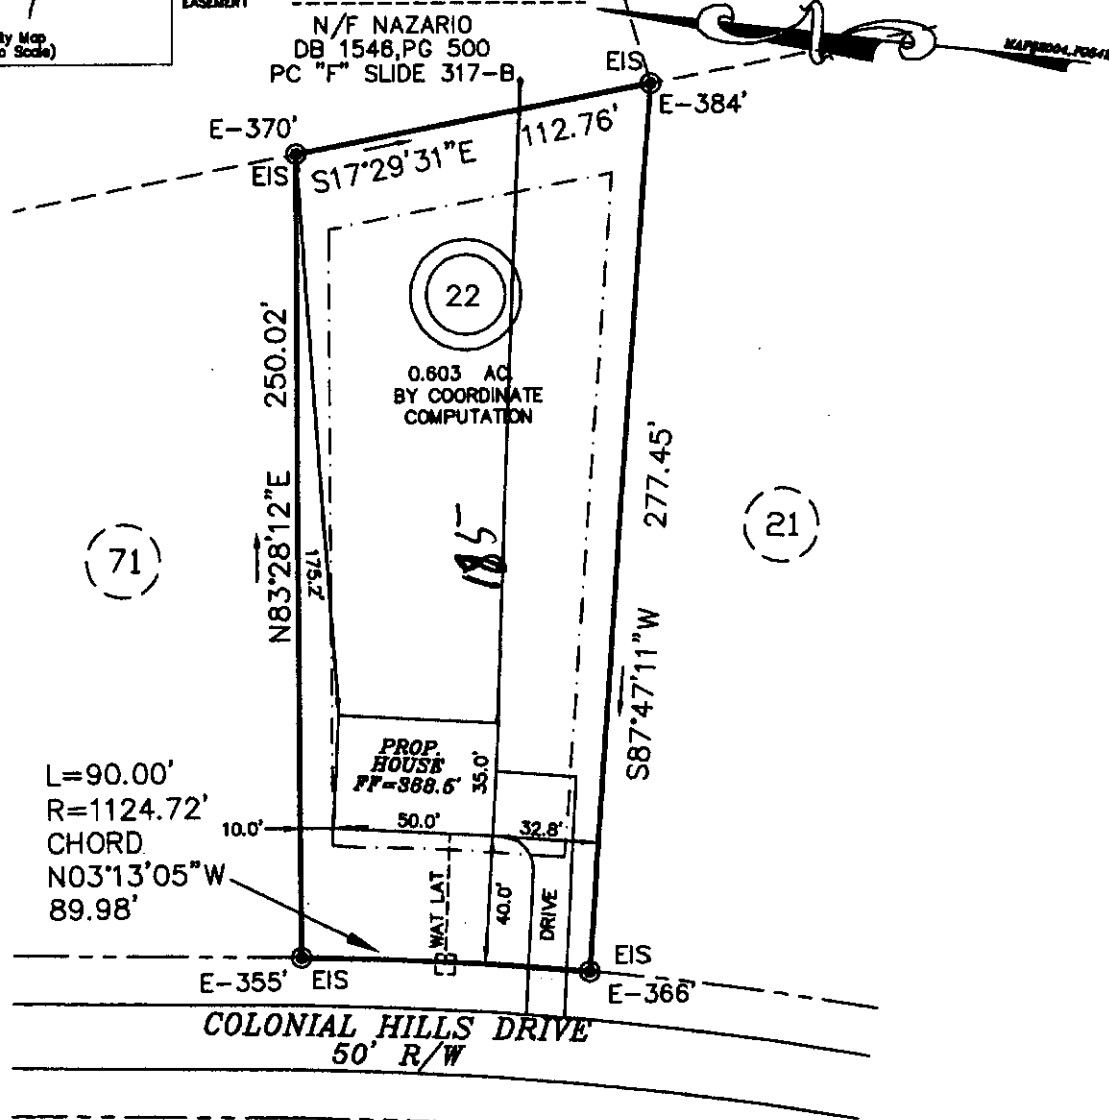 EASEMENT
N/F NAZARIO
DB 1546,PG 500
PC "F" SLIDE 317-B
EIS
E-384'
E-370'
EIS
S17°29'31"E
112.76'
22
0.603 AC.
BY COORDINATE
COMPUTATION
250.02'
N83°28'12"E
175.2'
185
277.45'
S87°47'11"W
71
21
PROP.
HOUSE
FF=368.5'
35.0'
L=90.00'
R=1124.72'
CHORD
N03°13'05"W
89.98'
10.0'
50.0'
32.8'
WAT LAT
40.0'
DRIVE
EIS
E-355'
EIS
E-366'
COLONIAL HILLS DRIVE
50' R/W